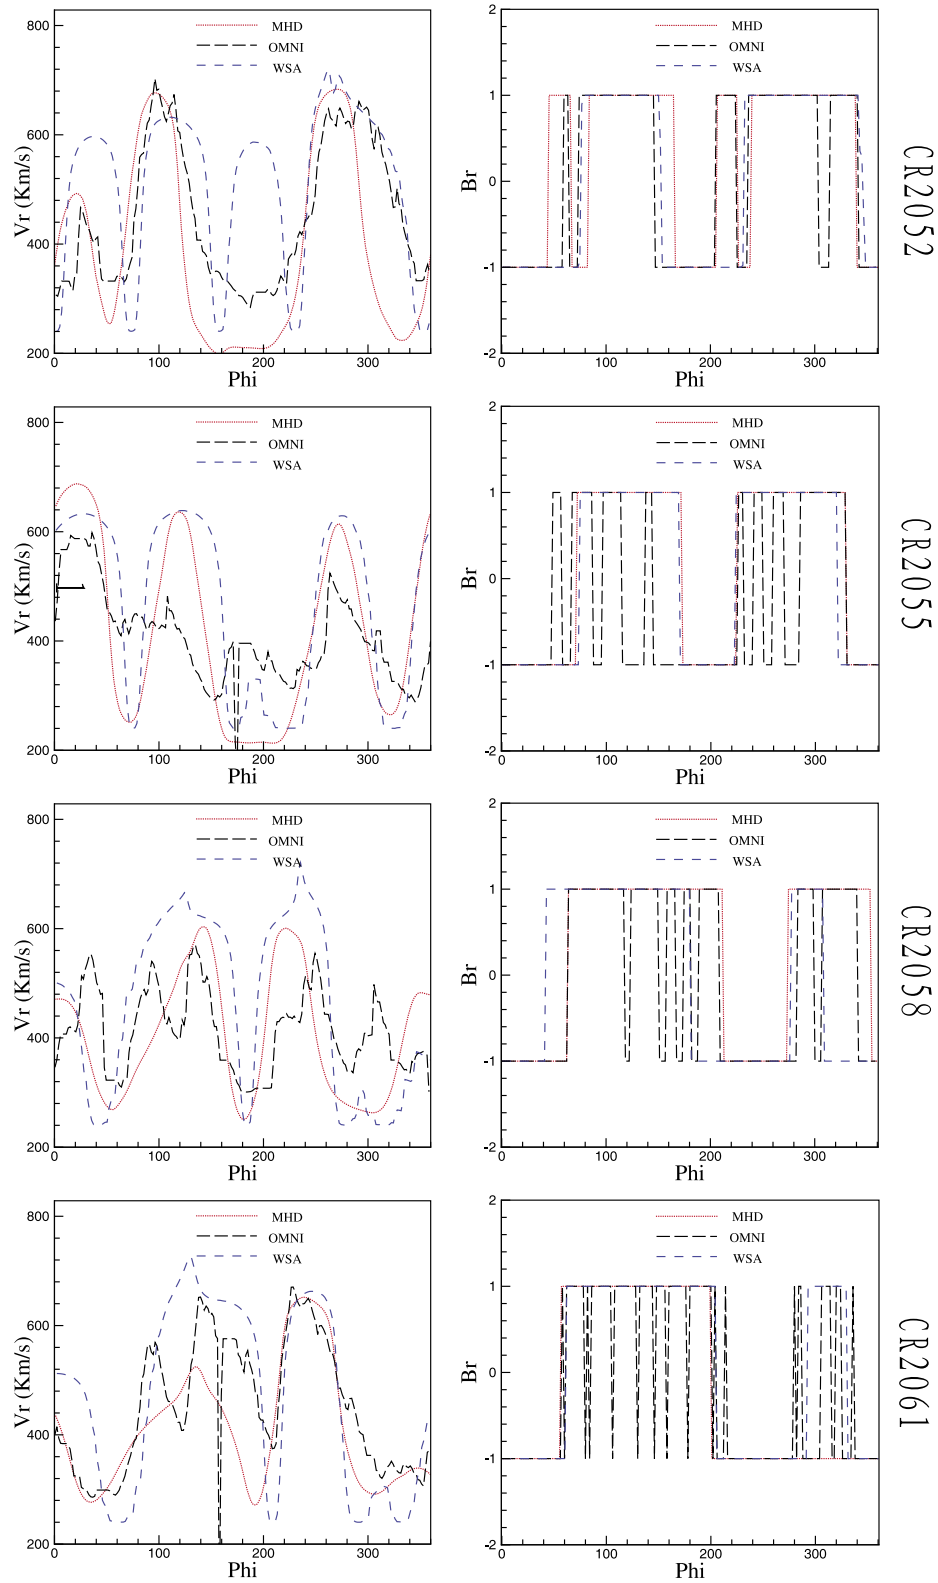 800
600
400
200
Vr (Km/s)
MHD
OMNI
WSA
0
100
200
300
Phi
2
1
0
-1
-2
Br
MHD
OMNI
WSA
0
100
200
300
Phi
CR2052
800
600
400
200
Vr (Km/s)
MHD
OMNI
WSA
0
100
200
300
Phi
2
1
0
-1
-2
Br
MHD
OMNI
WSA
0
100
200
300
Phi
CR2055
800
600
400
200
Vr (Km/s)
MHD
OMNI
WSA
0
100
200
300
Phi
2
1
0
-1
-2
Br
MHD
OMNI
WSA
0
100
200
300
Phi
CR2058
800
600
400
200
Vr (Km/s)
MHD
OMNI
WSA
0
100
200
300
Phi
2
1
0
-1
-2
Br
MHD
OMNI
WSA
0
100
200
300
Phi
CR2061